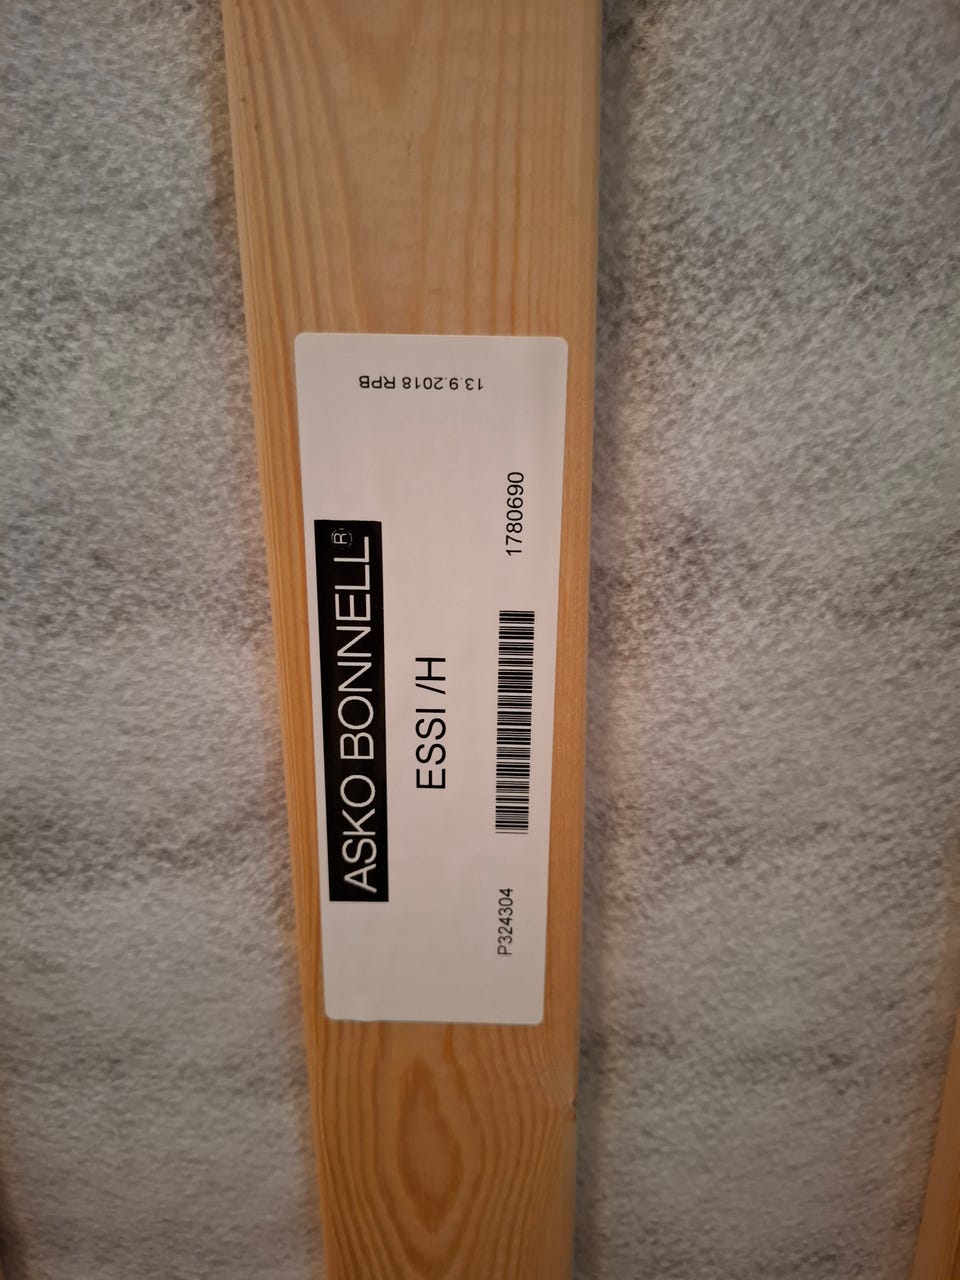 ASKO BONNELL®
ESSI /H
P324304
1780690
13.9.2018 RPB